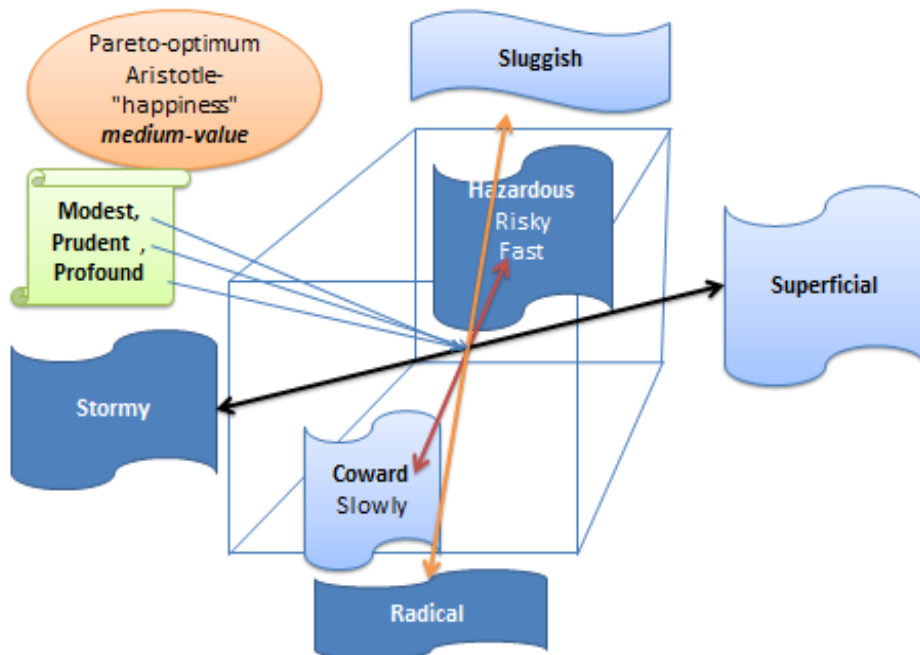 Pareto-optimum
Aristotle-
"happiness"
medium-value
Sluggish
Modest,
Prudent ,
Profound
Hazardous
Risky
Fast
Superficial
Stormy
Coward
Slowly
Radical